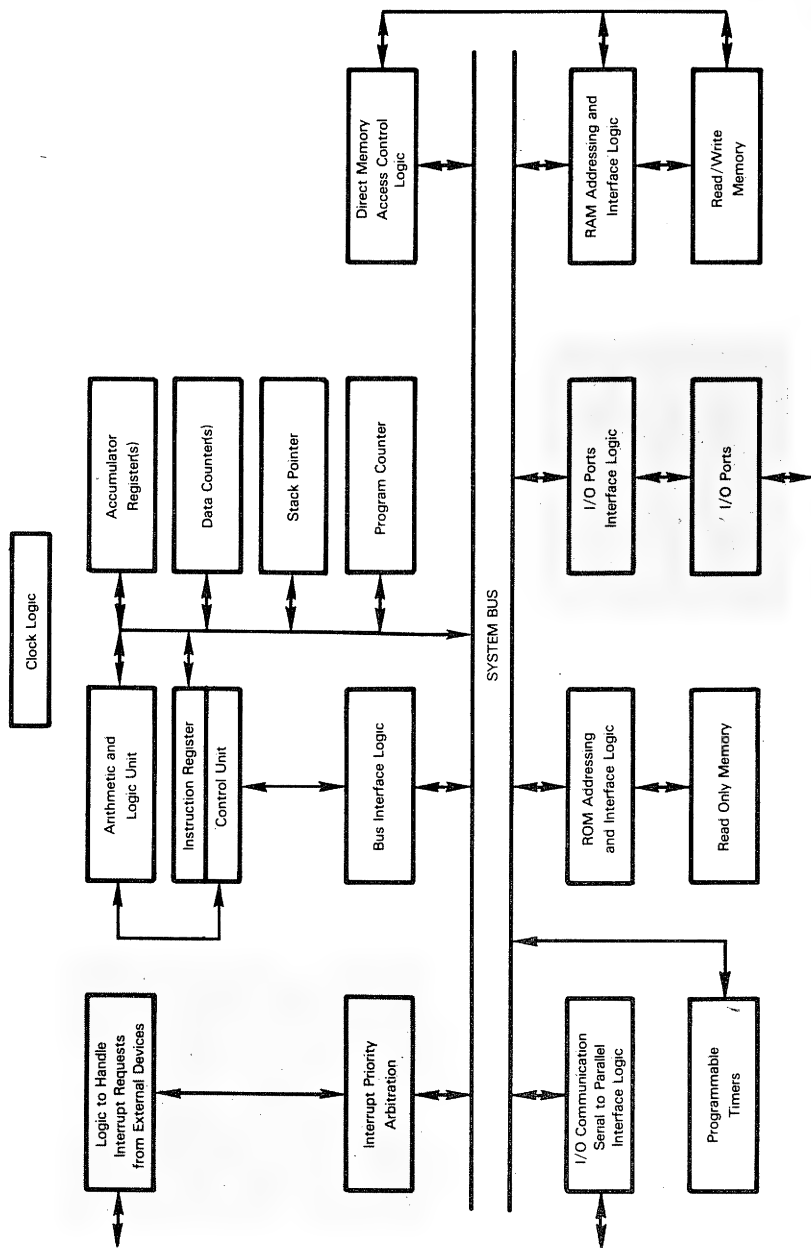 Clock Logic
Logic to Handle
Interrupt Requests
from External Devices
Arithmetic and
Logic Unit
Accumulator
Register(s)
Instruction Register
Control Unit
Data Counter(s)
Stack Pointer
Interrupt Priority
Arbitration
Bus Interface Logic
Program Counter
Direct Memory
Access Control
Logic
SYSTEM BUS
I/O Communication
Serial to Parallel
Interface Logic
ROM Addressing
and Interface Logic
I/O Ports
Interface Logic
RAM Addressing and
Interface Logic
Programmable
Timers
Read Only Memory
I/O Ports
Read/Write
Memory